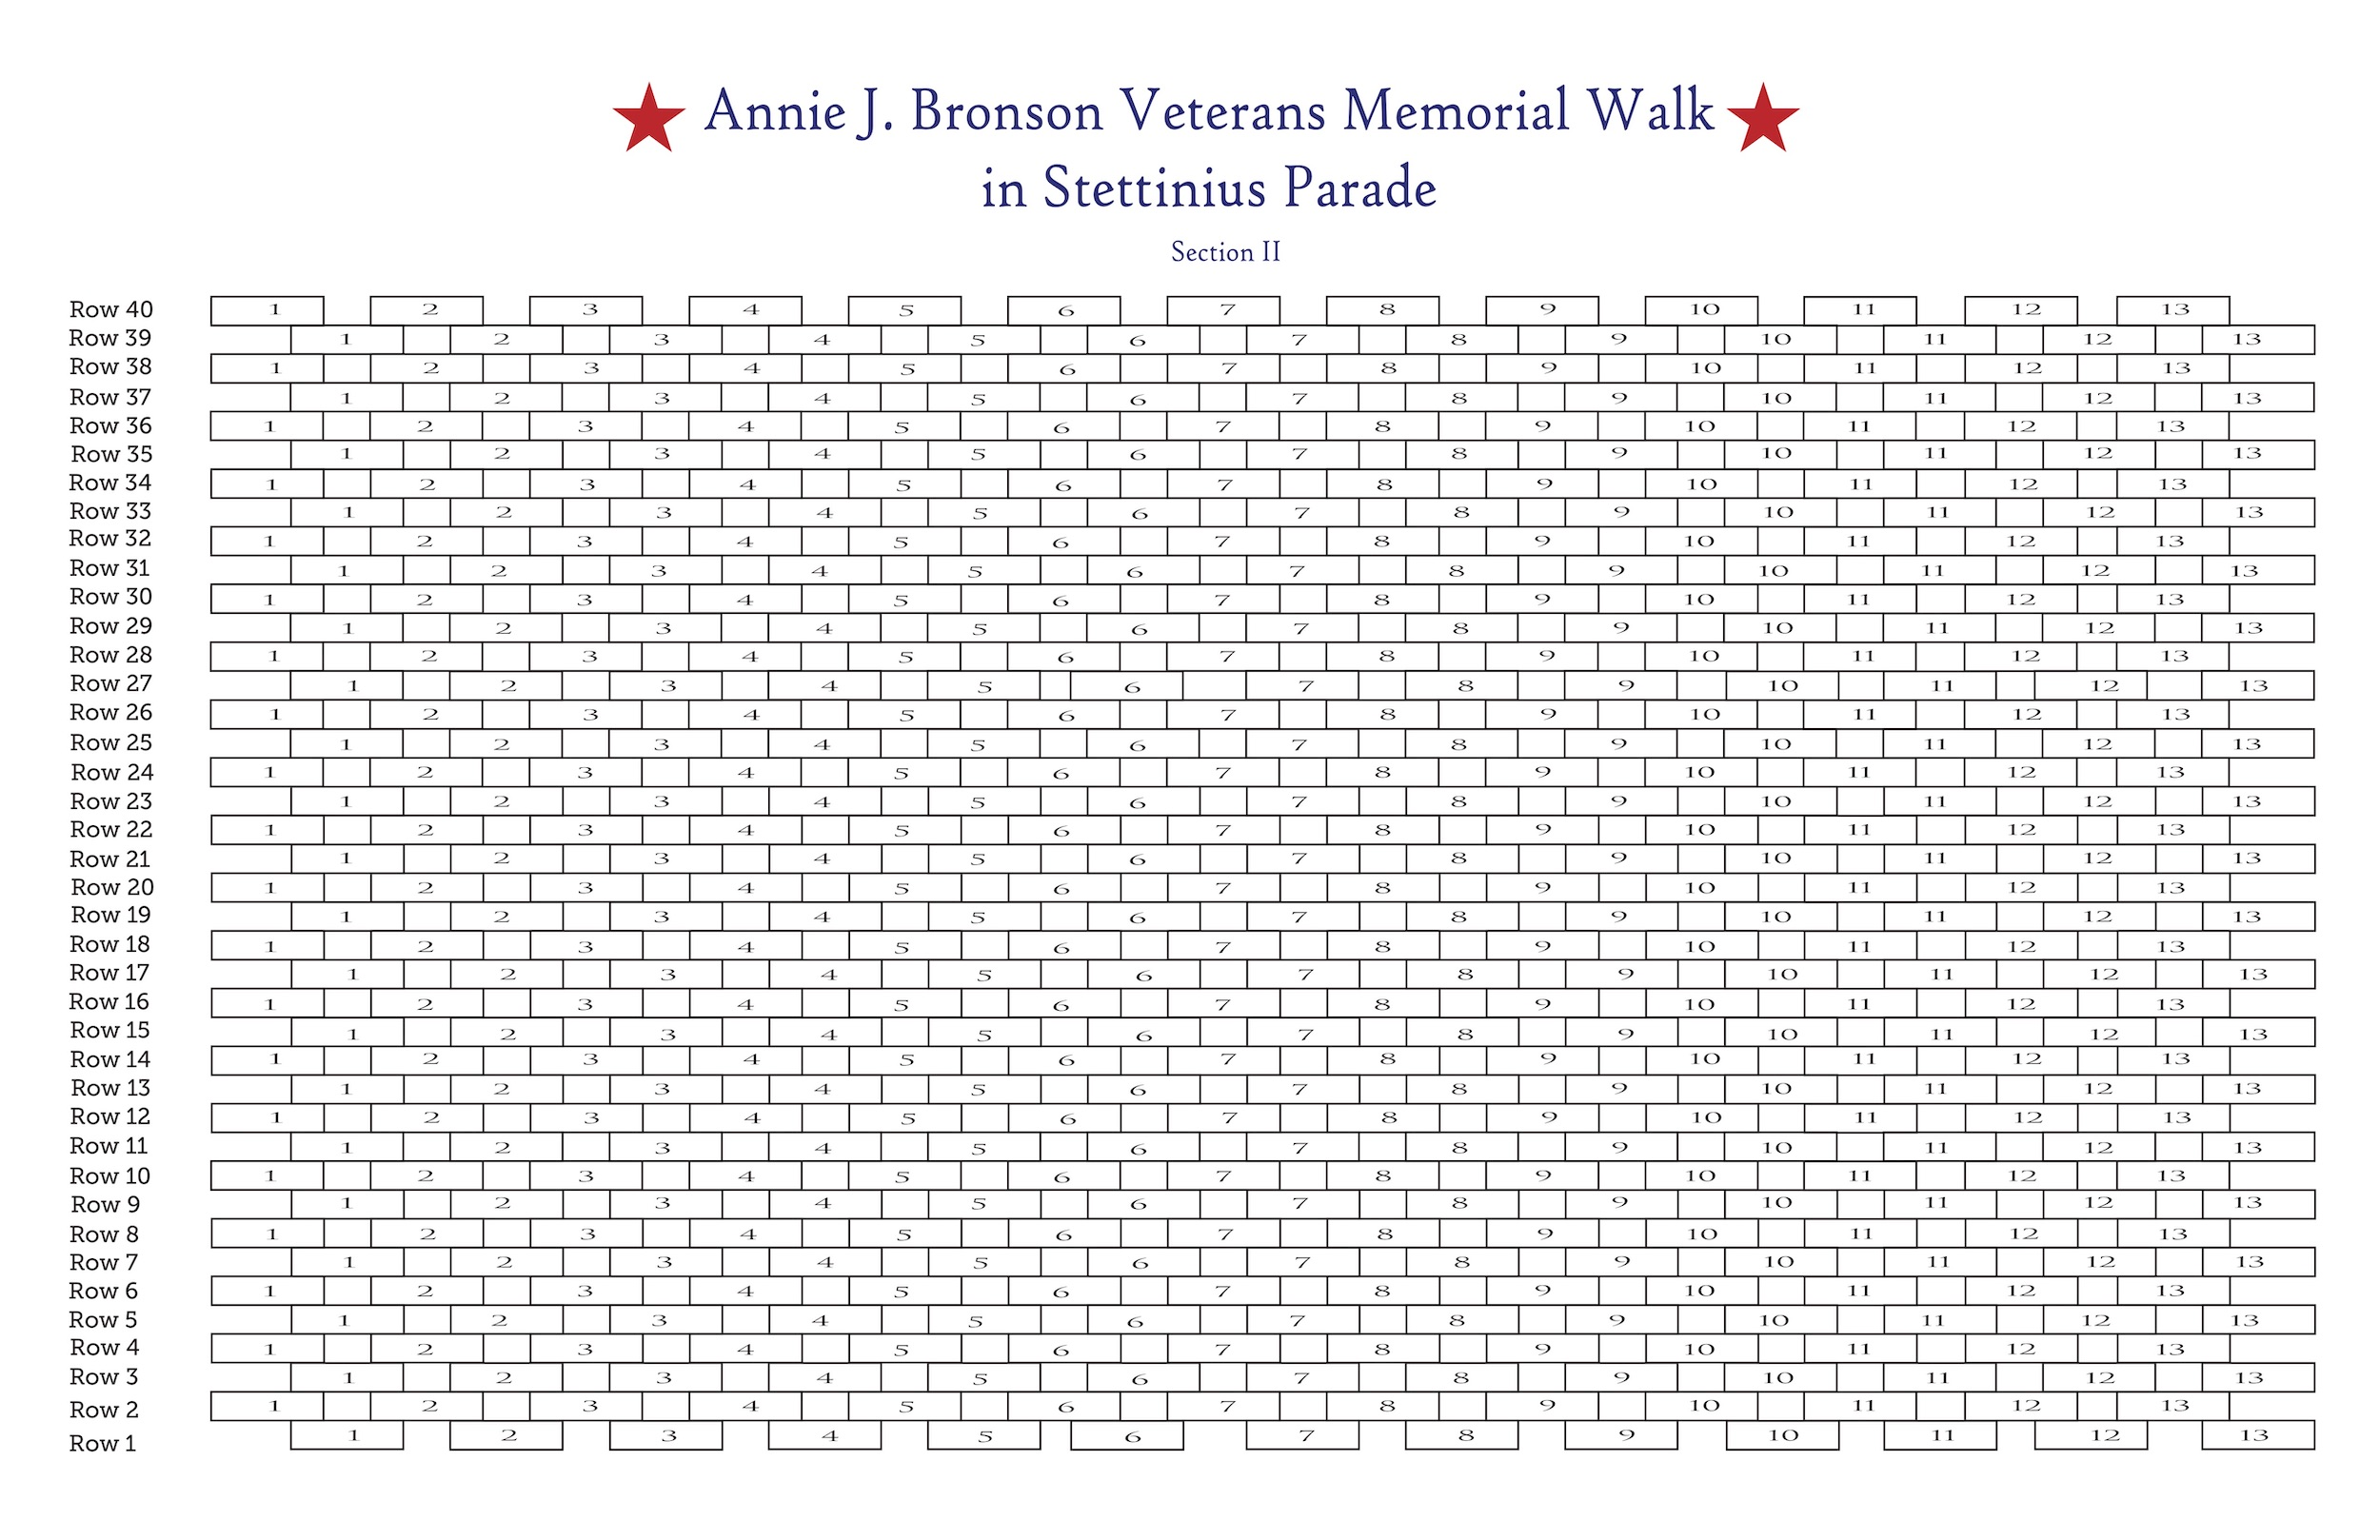 Annie J. Bronson Veterans Memorial Walk
in Stettinius Parade
Section II
Row 40 1 2 3 4 5 6 7 8 9 10 11 12 13
Row 39 1 2 3 4 5 6 7 8 9 10 11 12 13
Row 38 1 2 3 4 5 6 7 8 9 10 11 12 13
Row 37 1 2 3 4 5 6 7 8 9 10 11 12 13
Row 36 1 2 3 4 5 6 7 8 9 10 11 12 13
Row 35 1 2 3 4 5 6 7 8 9 10 11 12 13
Row 34 1 2 3 4 5 6 7 8 9 10 11 12 13
Row 33 1 2 3 4 5 6 7 8 9 10 11 12 13
Row 32 1 2 3 4 5 6 7 8 9 10 11 12 13
Row 31 1 2 3 4 5 6 7 8 9 10 11 12 13
Row 30 1 2 3 4 5 6 7 8 9 10 11 12 13
Row 29 1 2 3 4 5 6 7 8 9 10 11 12 13
Row 28 1 2 3 4 5 6 7 8 9 10 11 12 13
Row 27 1 2 3 4 5 6 7 8 9 10 11 12 13
Row 26 1 2 3 4 5 6 7 8 9 10 11 12 13
Row 25 1 2 3 4 5 6 7 8 9 10 11 12 13
Row 24 1 2 3 4 5 6 7 8 9 10 11 12 13
Row 23 1 2 3 4 5 6 7 8 9 10 11 12 13
Row 22 1 2 3 4 5 6 7 8 9 10 11 12 13
Row 21 1 2 3 4 5 6 7 8 9 10 11 12 13
Row 20 1 2 3 4 5 6 7 8 9 10 11 12 13
Row 19 1 2 3 4 5 6 7 8 9 10 11 12 13
Row 18 1 2 3 4 5 6 7 8 9 10 11 12 13
Row 17 1 2 3 4 5 6 7 8 9 10 11 12 13
Row 16 1 2 3 4 5 6 7 8 9 10 11 12 13
Row 15 1 2 3 4 5 6 7 8 9 10 11 12 13
Row 14 1 2 3 4 5 6 7 8 9 10 11 12 13
Row 13 1 2 3 4 5 6 7 8 9 10 11 12 13
Row 12 1 2 3 4 5 6 7 8 9 10 11 12 13
Row 11 1 2 3 4 5 6 7 8 9 10 11 12 13
Row 10 1 2 3 4 5 6 7 8 9 10 11 12 13
Row 9 1 2 3 4 5 6 7 8 9 10 11 12 13
Row 8 1 2 3 4 5 6 7 8 9 10 11 12 13
Row 7 1 2 3 4 5 6 7 8 9 10 11 12 13
Row 6 1 2 3 4 5 6 7 8 9 10 11 12 13
Row 5 1 2 3 4 5 6 7 8 9 10 11 12 13
Row 4 1 2 3 4 5 6 7 8 9 10 11 12 13
Row 3 1 2 3 4 5 6 7 8 9 10 11 12 13
Row 2 1 2 3 4 5 6 7 8 9 10 11 12 13
Row 1 1 2 3 4 5 6 7 8 9 10 11 12 13